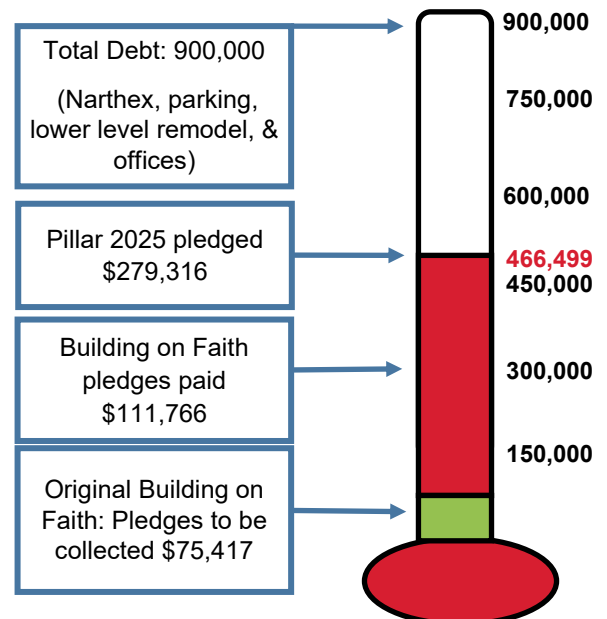 Total Debt: 900,000
(Narthex, parking,
lower level remodel, &
offices)
Pillar 2025 pledged
$279,316
Building on Faith
pledges paid
$111,766
Original Building on
Faith: Pledges to be
collected $75,417
900,000
750,000
600,000
466,499
450,000
300,000
150,000